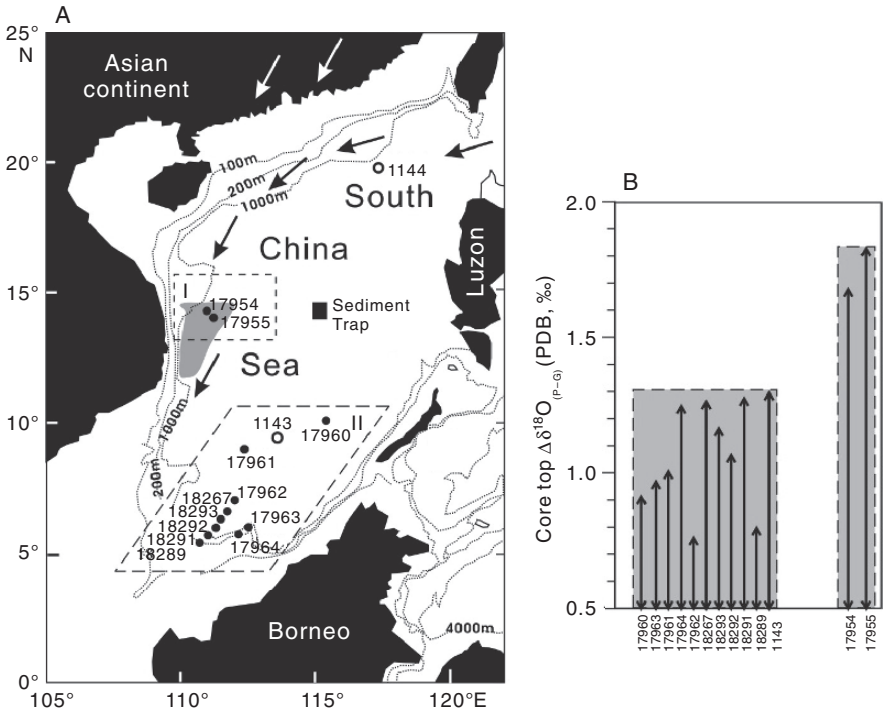 A
25°
N
20°
15°
10°
5°
0°
105°
110°
115°
120°E
Asian
continent
100m
200m
1000m
1144
South
China
Sea
Luzon
I
17954
17955
Sediment
Trap
1000m
200m
1143
II
17960
17961
18267
17962
18293
18292
17963
18291
17964
18289
Borneo
4000m
B
Core top Δδ¹⁸O(P–G) (PDB, ‰)
2.0
1.5
1.0
0.5
17960
17963
17961
17964
17962
18267
18293
18292
18291
18289
1143
17954
17955